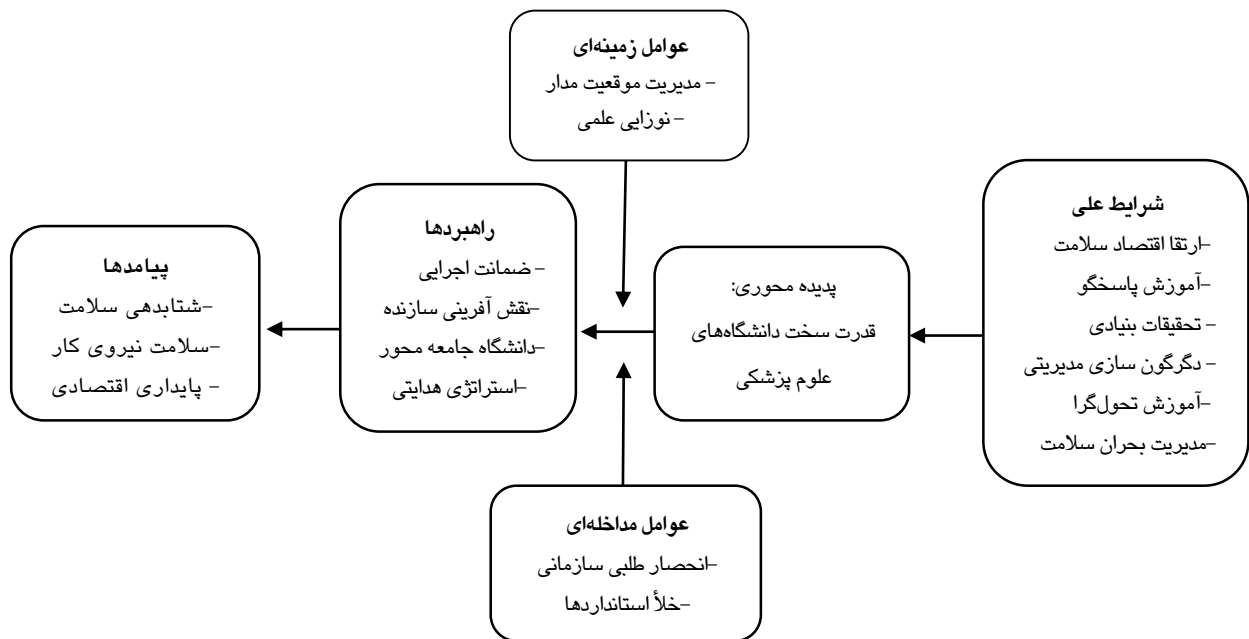 عوامل زمینه‌ای
– مدیریت موقعیت مدار
– نوزایی علمی
شرایط علی
–ارتقا اقتصاد سلامت
–آموزش پاسخگو
– تحقیقات بنیادی
– دگرگون سازی مدیریتی
–آموزش تحول‌گرا
–مدیریت بحران سلامت
پدیده محوری:
قدرت سخت دانشگاه‌های
علوم پزشکی
راهبردها
– ضمانت اجرایی
–نقش آفرینی سازنده
–دانشگاه جامعه محور
–استراتژی هدایتی
پیامدها
–شتابدهی سلامت
–سلامت نیروی کار
– پایداری اقتصادی
عوامل مداخله‌ای
–انحصار طلبی سازمانی
–خلأ استانداردها